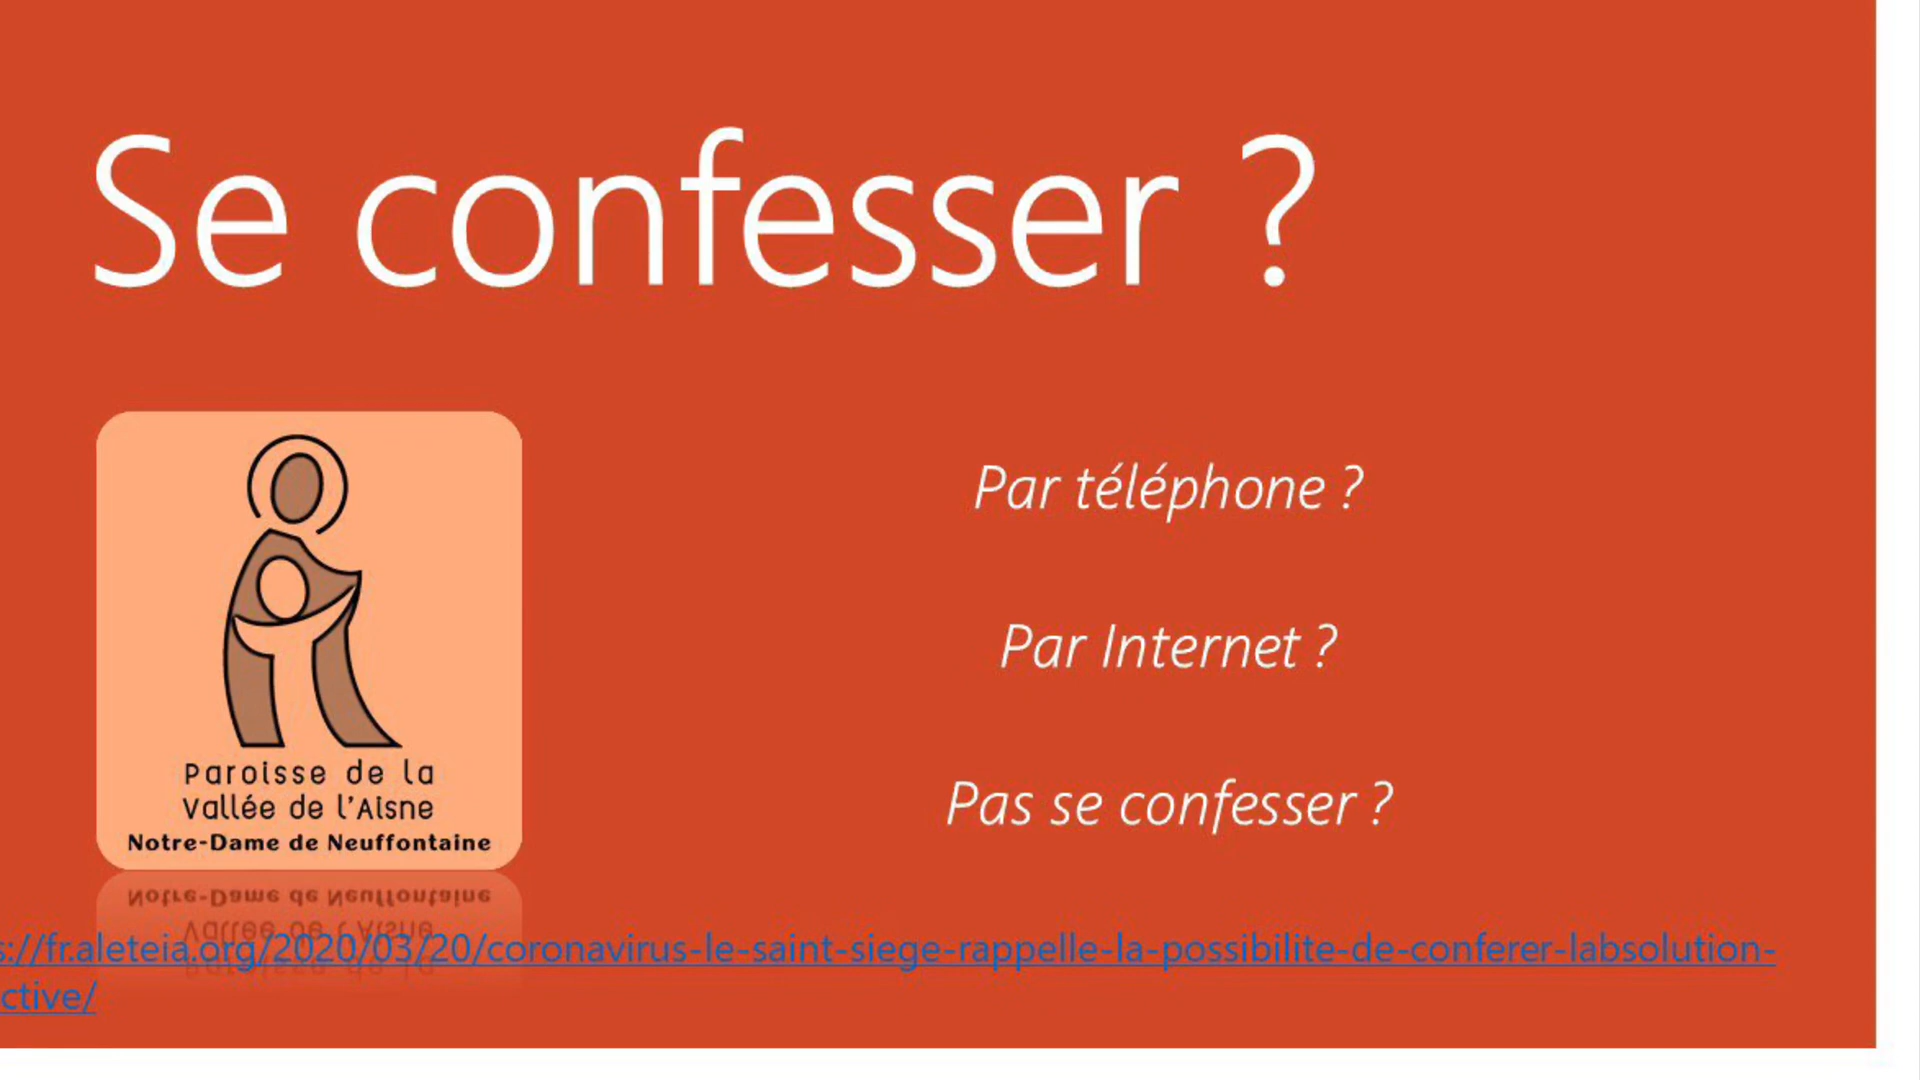 Se confesser ?
Par téléphone ?
Par Internet ?
Pas se confesser ?
Paroisse de la
Vallée de l'Aisne
Notre-Dame de Neuffontaine
s://fr.aleteia.org/2020/03/20/coronavirus-le-saint-siege-rappelle-la-possibilite-de-conferer-labsolution-
ctive/